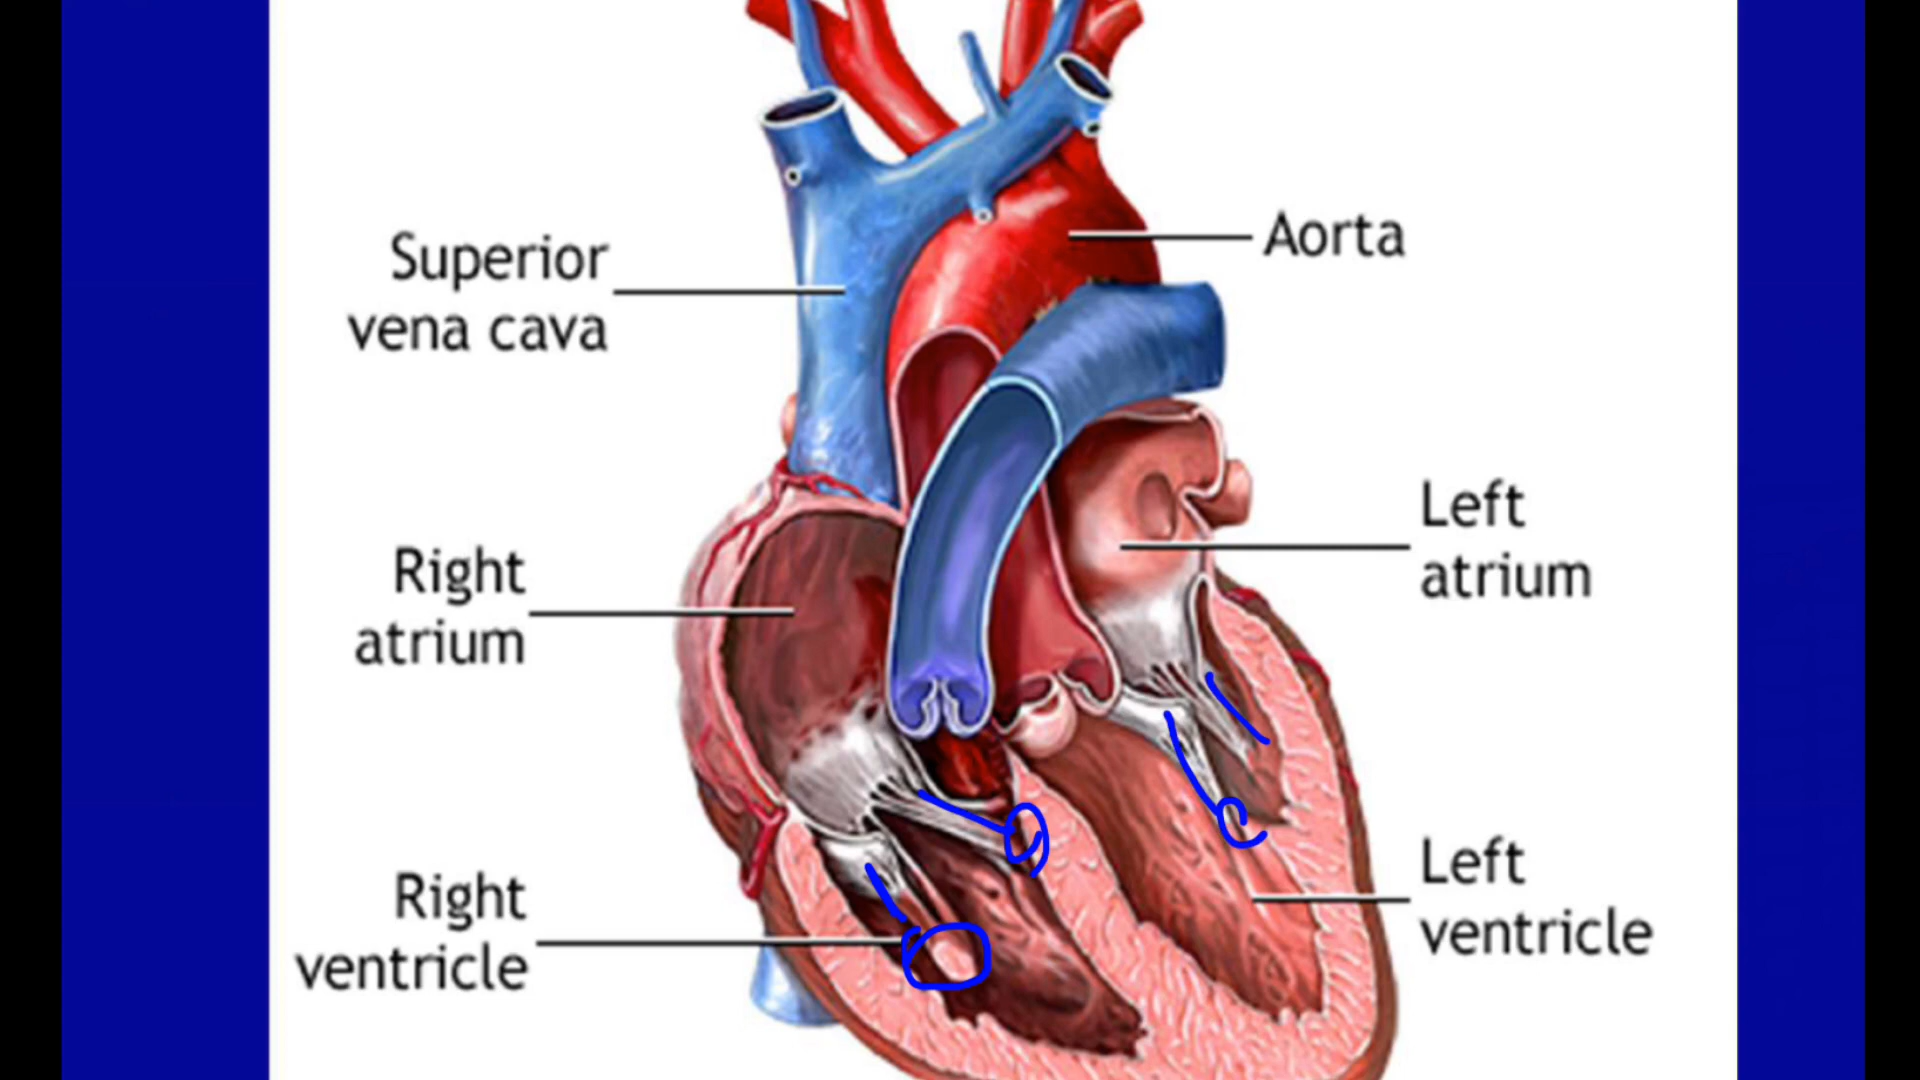 Superior
vena cava
Aorta
Left
atrium
Right
atrium
Left
ventricle
Right
ventricle